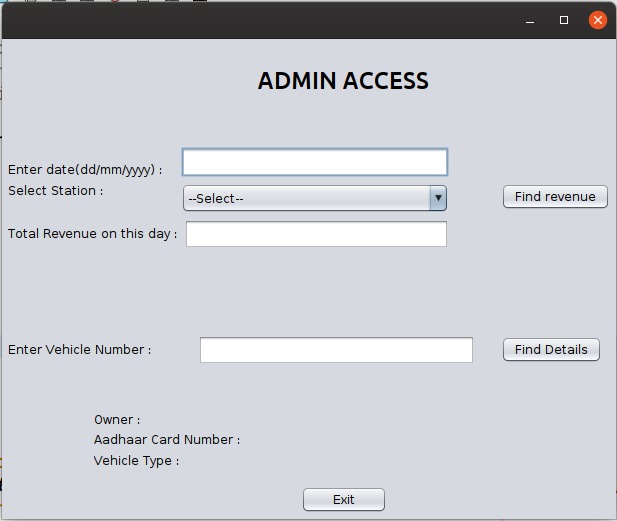 ADMIN ACCESS
Enter date(dd/mm/yyyy) :
Select Station :
--Select--
Find revenue
Total Revenue on this day :
Enter Vehicle Number :
Find Details
Owner :
Aadhaar Card Number :
Vehicle Type :
Exit